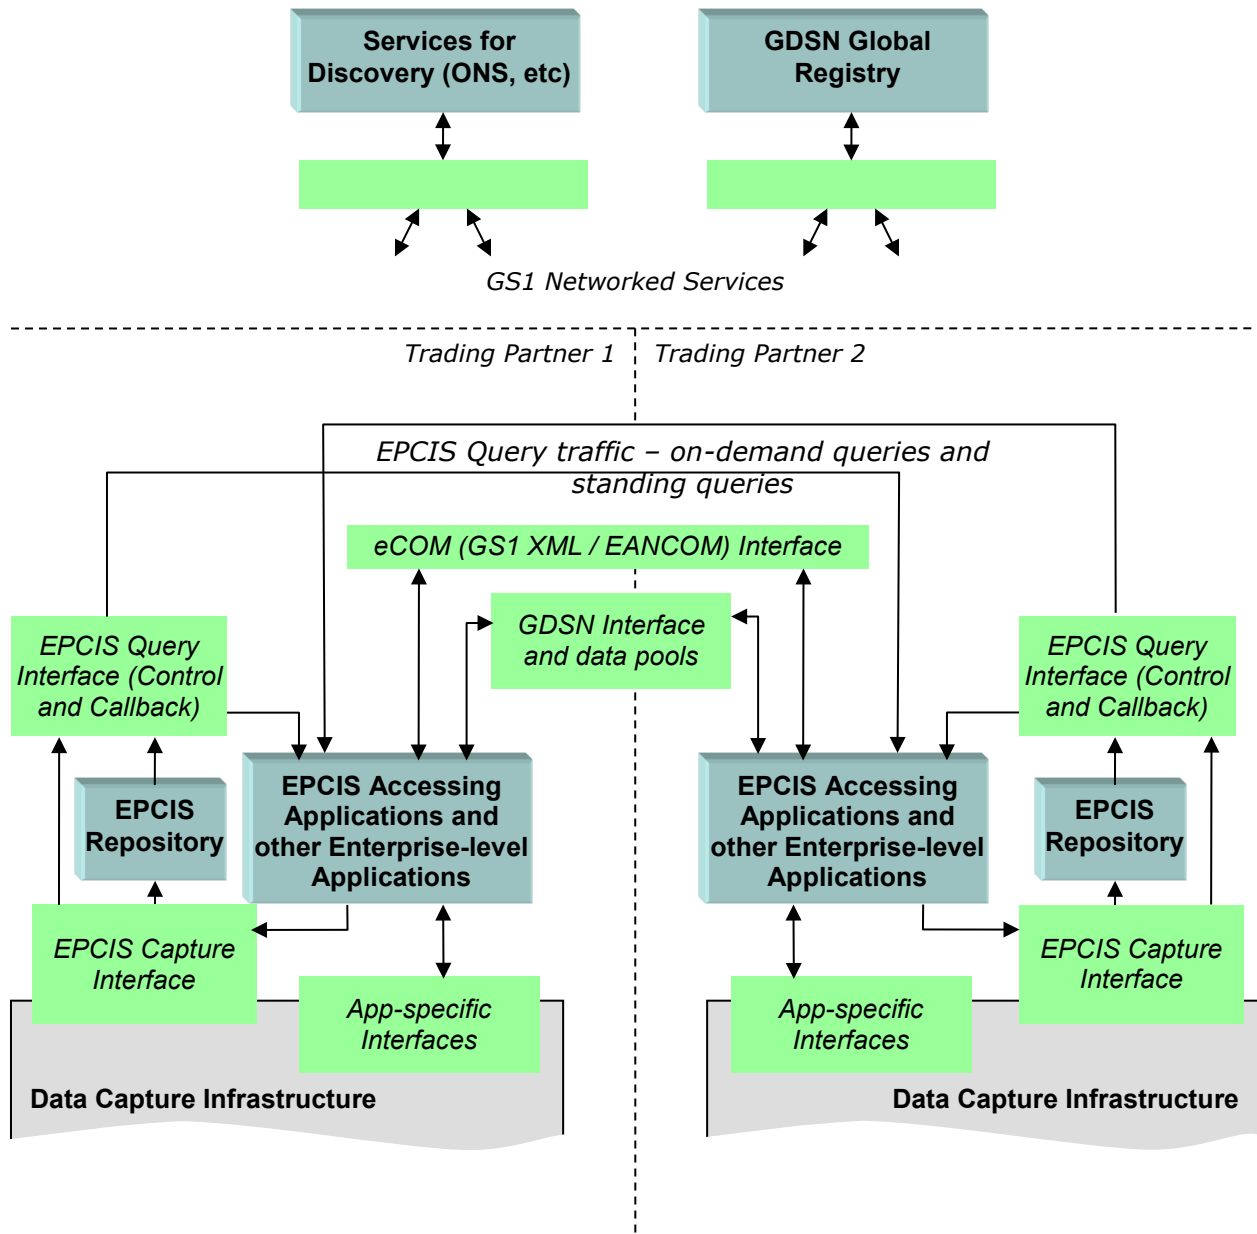 Services for
Discovery (ONS, etc)
GDSN Global
Registry
GS1 Networked Services
Trading Partner 1
Trading Partner 2
EPCIS Query traffic – on-demand queries and
standing queries
eCOM (GS1 XML / EANCOM) Interface
GDSN Interface
and data pools
EPCIS Query
Interface (Control
and Callback)
EPCIS Query
Interface (Control
and Callback)
EPCIS
Repository
EPCIS Accessing
Applications and
other Enterprise-level
Applications
EPCIS Accessing
Applications and
other Enterprise-level
Applications
EPCIS
Repository
EPCIS Capture
Interface
App-specific
Interfaces
App-specific
Interfaces
EPCIS Capture
Interface
Data Capture Infrastructure
Data Capture Infrastructure